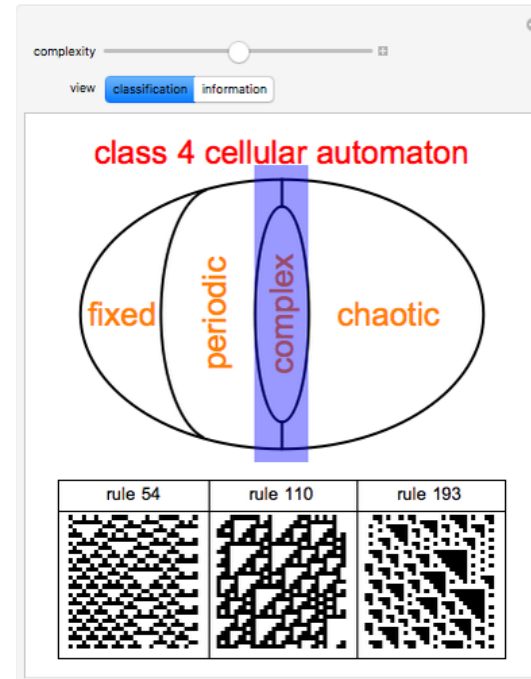 complexity
view classification information
class 4 cellular automaton
fixed periodic complex chaotic
rule 54 rule 110 rule 193